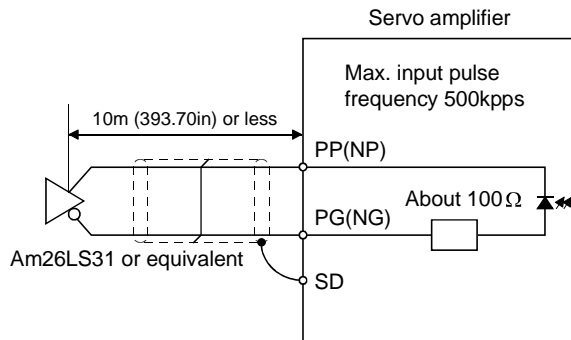 Servo amplifier
Max. input pulse
frequency 500kpps
10m (393.70in) or less
PP(NP)
About 100Ω
PG(NG)
Am26LS31 or equivalent
SD